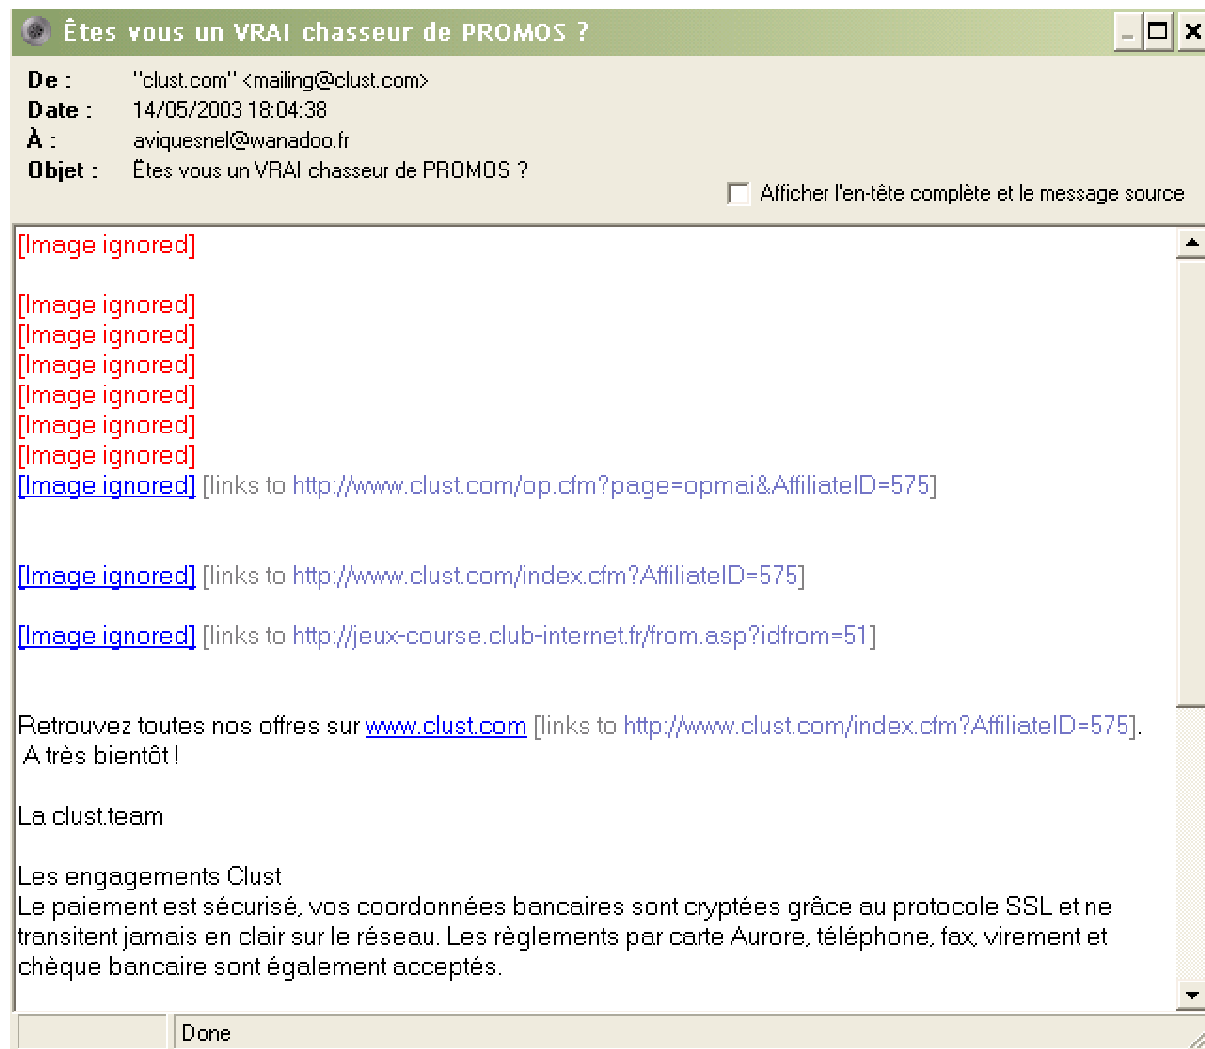 Êtes vous un VRAI chasseur de PROMOS ?
De : "clust.com" <mailing@clust.com>
Date : 14/05/2003 18:04:38
À : aviquesnel@wanadoo.fr
Objet : Êtes vous un VRAI chasseur de PROMOS ?
Afficher l'en-tête complète et le message source
[Image ignored]
[Image ignored]
[Image ignored]
[Image ignored]
[Image ignored]
[Image ignored]
[Image ignored]
[Image ignored] [links to http://www.clust.com/op.cfm?page=opmai&AffiliateID=575]
[Image ignored] [links to http://www.clust.com/index.cfm?AffiliateID=575]
[Image ignored] [links to http://jeux-course.club-internet.fr/from.asp?idfrom=51]
Retrouvez toutes nos offres sur www.clust.com [links to http://www.clust.com/index.cfm?AffiliateID=575].
A très bientôt !
La clust.team
Les engagements Clust
Le paiement est sécurisé, vos coordonnées bancaires sont cryptées grâce au protocole SSL et ne
transitent jamais en clair sur le réseau. Les règlements par carte Aurore, téléphone, fax, virement et
chèque bancaire sont également acceptés.
Done